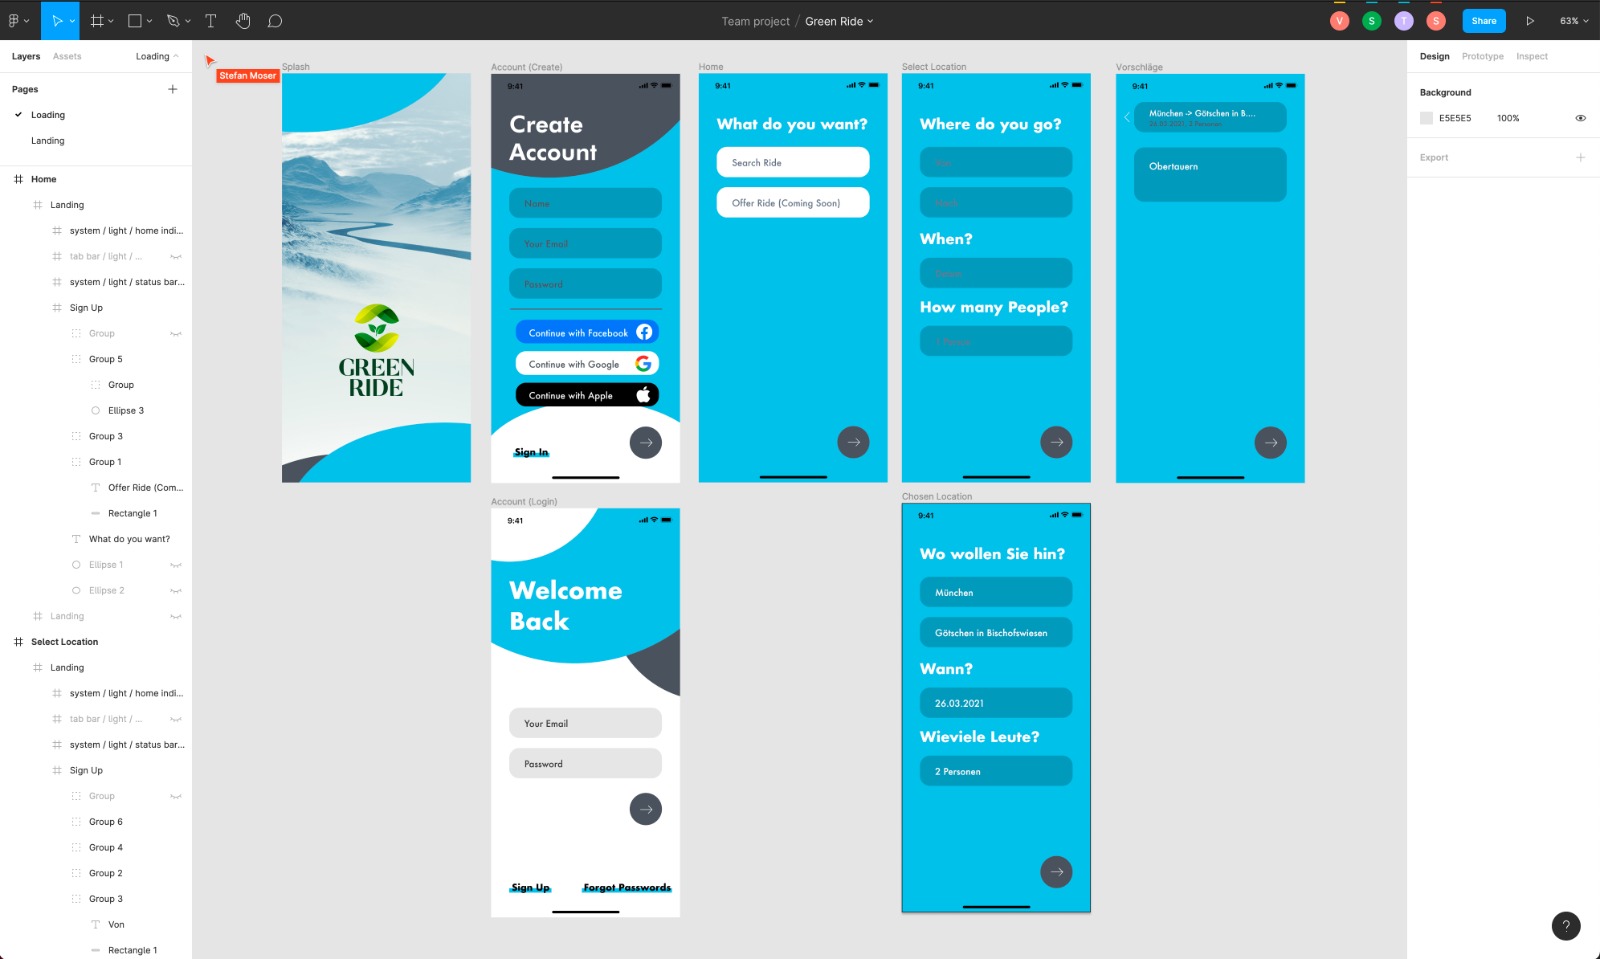 Team project / Green Ride
V
S
T
S
Share
63%
Layers
Assets
Loading
Pages
Loading
Landing
Home
Landing
system / light / home indi...
tab bar / light / ...
system / light / status bar...
Sign Up
Group
Group 5
Group
Ellipse 3
Group 3
Group 1
Offer Ride (Com...
Rectangle 1
What do you want?
Ellipse 1
Ellipse 2
Landing
Select Location
Landing
system / light / home indi...
tab bar / light / ...
system / light / status bar...
Sign Up
Group
Group 6
Group 4
Group 2
Group 3
Von
Rectangle 1
Stefan Moser
Splash
GREEN
RIDE
Account (Create)
9:41
Create
Account
Name
Your Email
Password
Continue with Facebook
Continue with Google
Continue with Apple
Sign In
Home
9:41
What do you want?
Search Ride
Offer Ride (Coming Soon)
Select Location
9:41
Where do you go?
Von
Nach
When?
Datum
How many People?
1 Person
Vorschläge
9:41
München -> Götschen in B....
26.03.2021, 2 Personen
Obertauern
Account (Login)
9:41
Welcome
Back
Your Email
Password
Sign Up
Forgot Passwords
Chosen Location
9:41
Wo wollen Sie hin?
München
Götschen in Bischofswiesen
Wann?
26.03.2021
Wieviele Leute?
2 Personen
Design
Prototype
Inspect
Background
E5E5E5
100%
Export
?